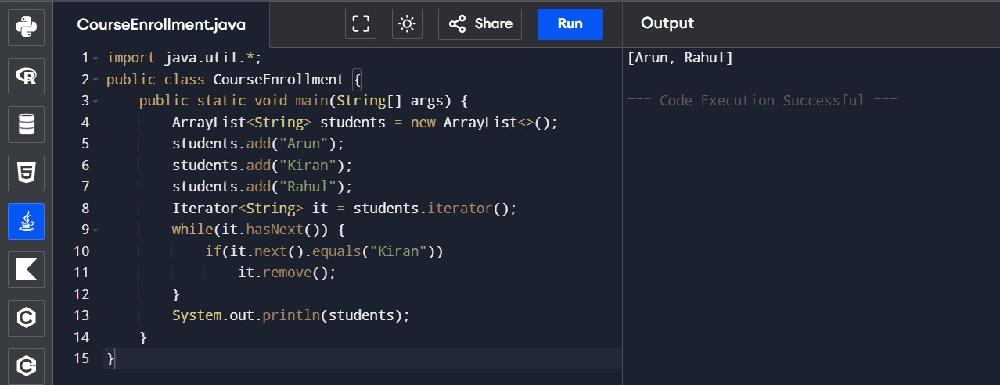 CourseEnrollment.java
Share
Run
Output
1 import java.util.*;
2 public class CourseEnrollment {
3     public static void main(String[] args) {
4         ArrayList<String> students = new ArrayList<>();
5         students.add("Arun");
6         students.add("Kiran");
7         students.add("Rahul");
8         Iterator<String> it = students.iterator();
9         while(it.hasNext()) {
10             if(it.next().equals("Kiran"))
11                 it.remove();
12         }
13         System.out.println(students);
14     }
15 }
[Arun, Rahul]
=== Code Execution Successful ===